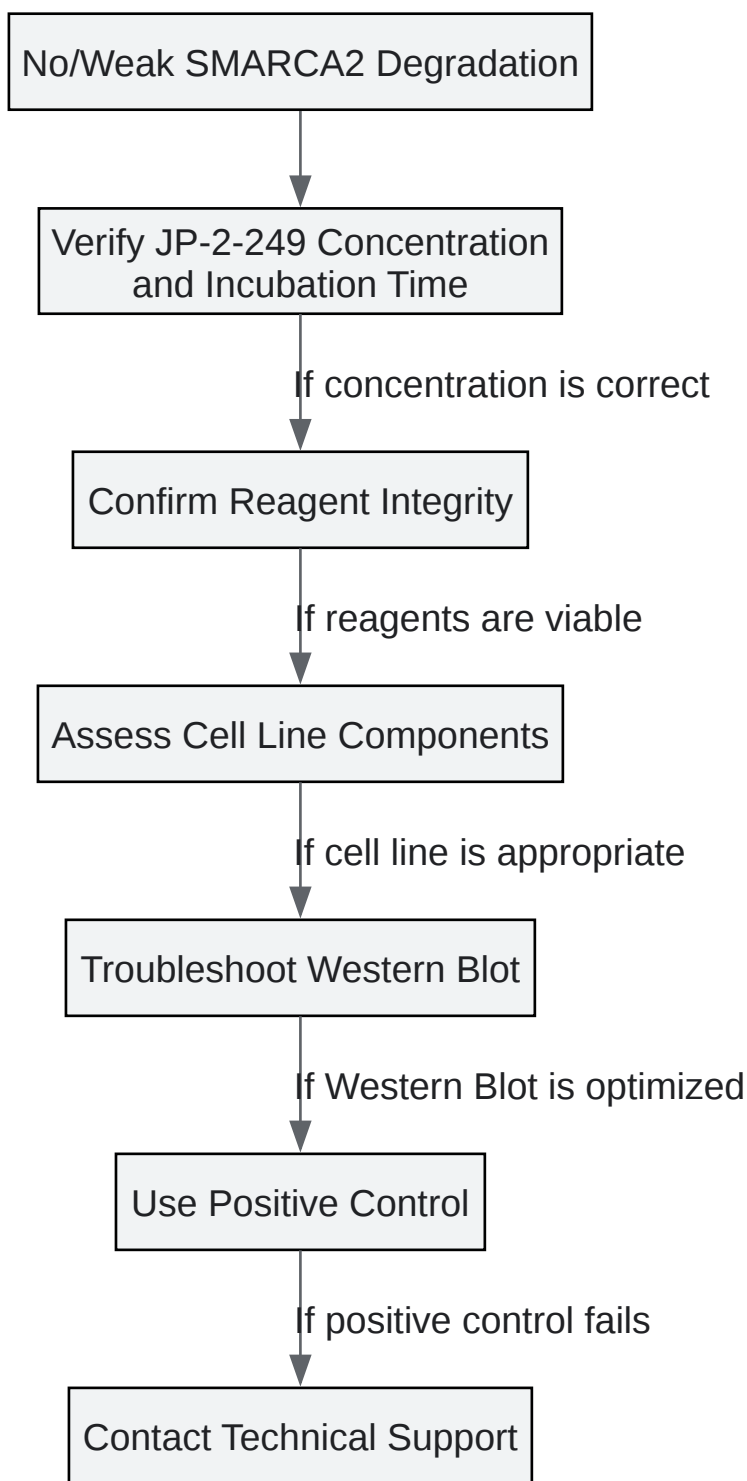 No/Weak SMARCA2 Degradation
Verify JP-2-249 Concentration
and Incubation Time
If concentration is correct
Confirm Reagent Integrity
If reagents are viable
Assess Cell Line Components
If cell line is appropriate
Troubleshoot Western Blot
If Western Blot is optimized
Use Positive Control
If positive control fails
Contact Technical Support